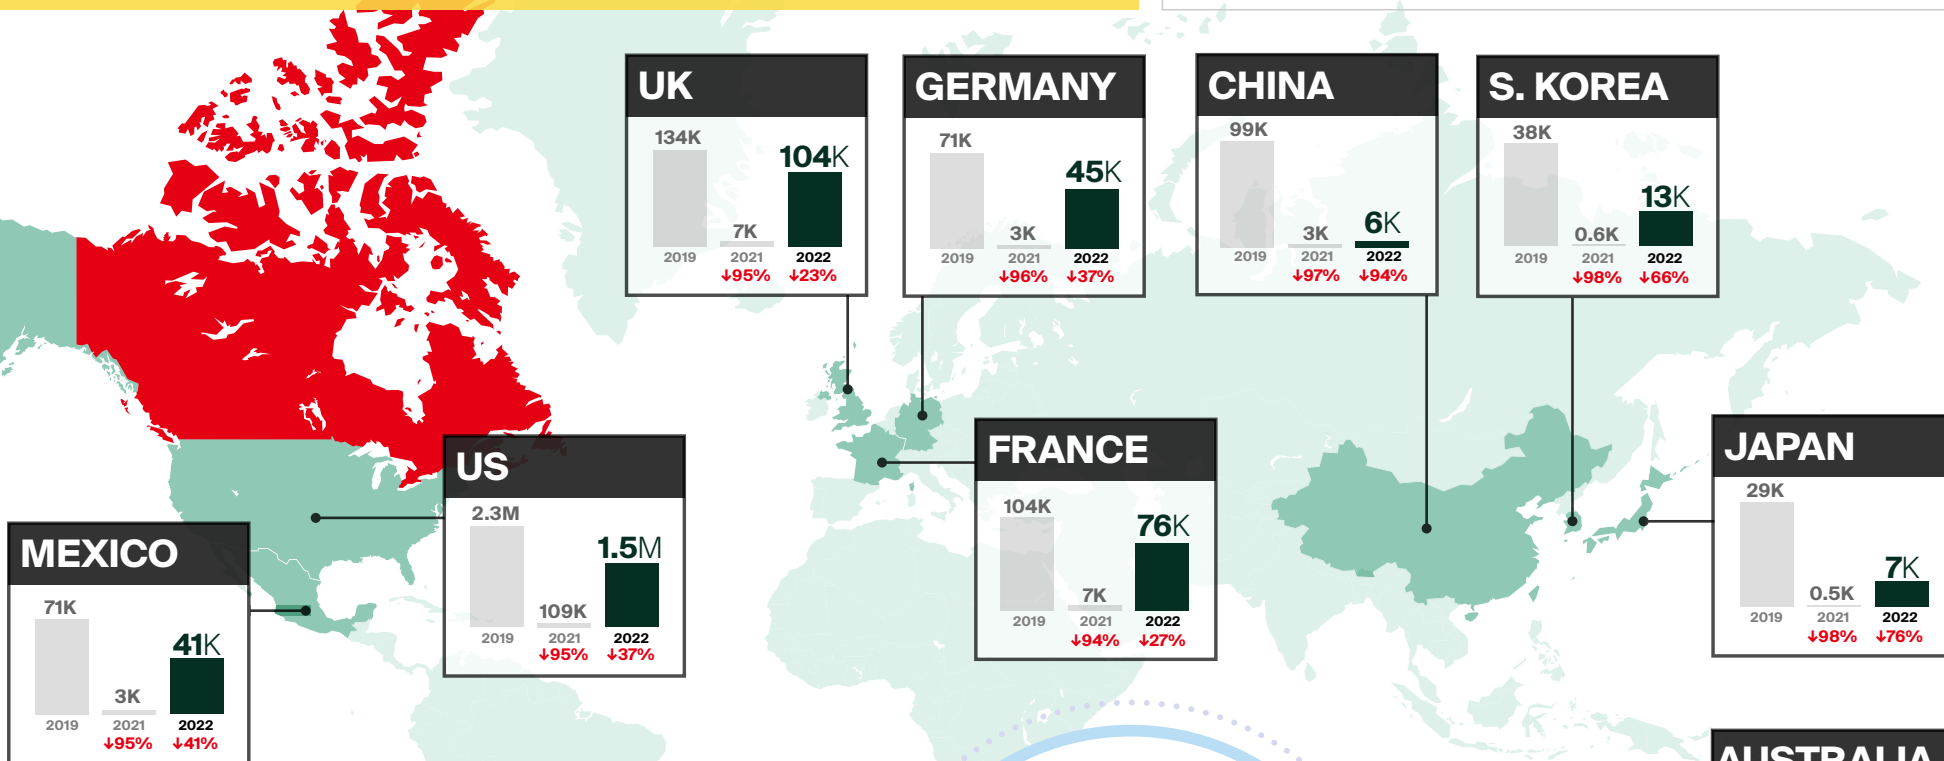 UK
134K
104K
7K
2019
2021
2022
↓95%
↓23%
GERMANY
71K
45K
3K
2019
2021
2022
↓96%
↓37%
CHINA
99K
6K
3K
2019
2021
2022
↓97%
↓94%
S. KOREA
38K
13K
0.6K
2019
2021
2022
↓98%
↓66%
US
2.3M
1.5M
109K
2019
2021
2022
↓95%
↓37%
FRANCE
104K
76K
7K
2019
2021
2022
↓94%
↓27%
JAPAN
29K
7K
0.5K
2019
2021
2022
↓98%
↓76%
MEXICO
71K
41K
3K
2019
2021
2022
↓95%
↓41%
AUSTRALIA